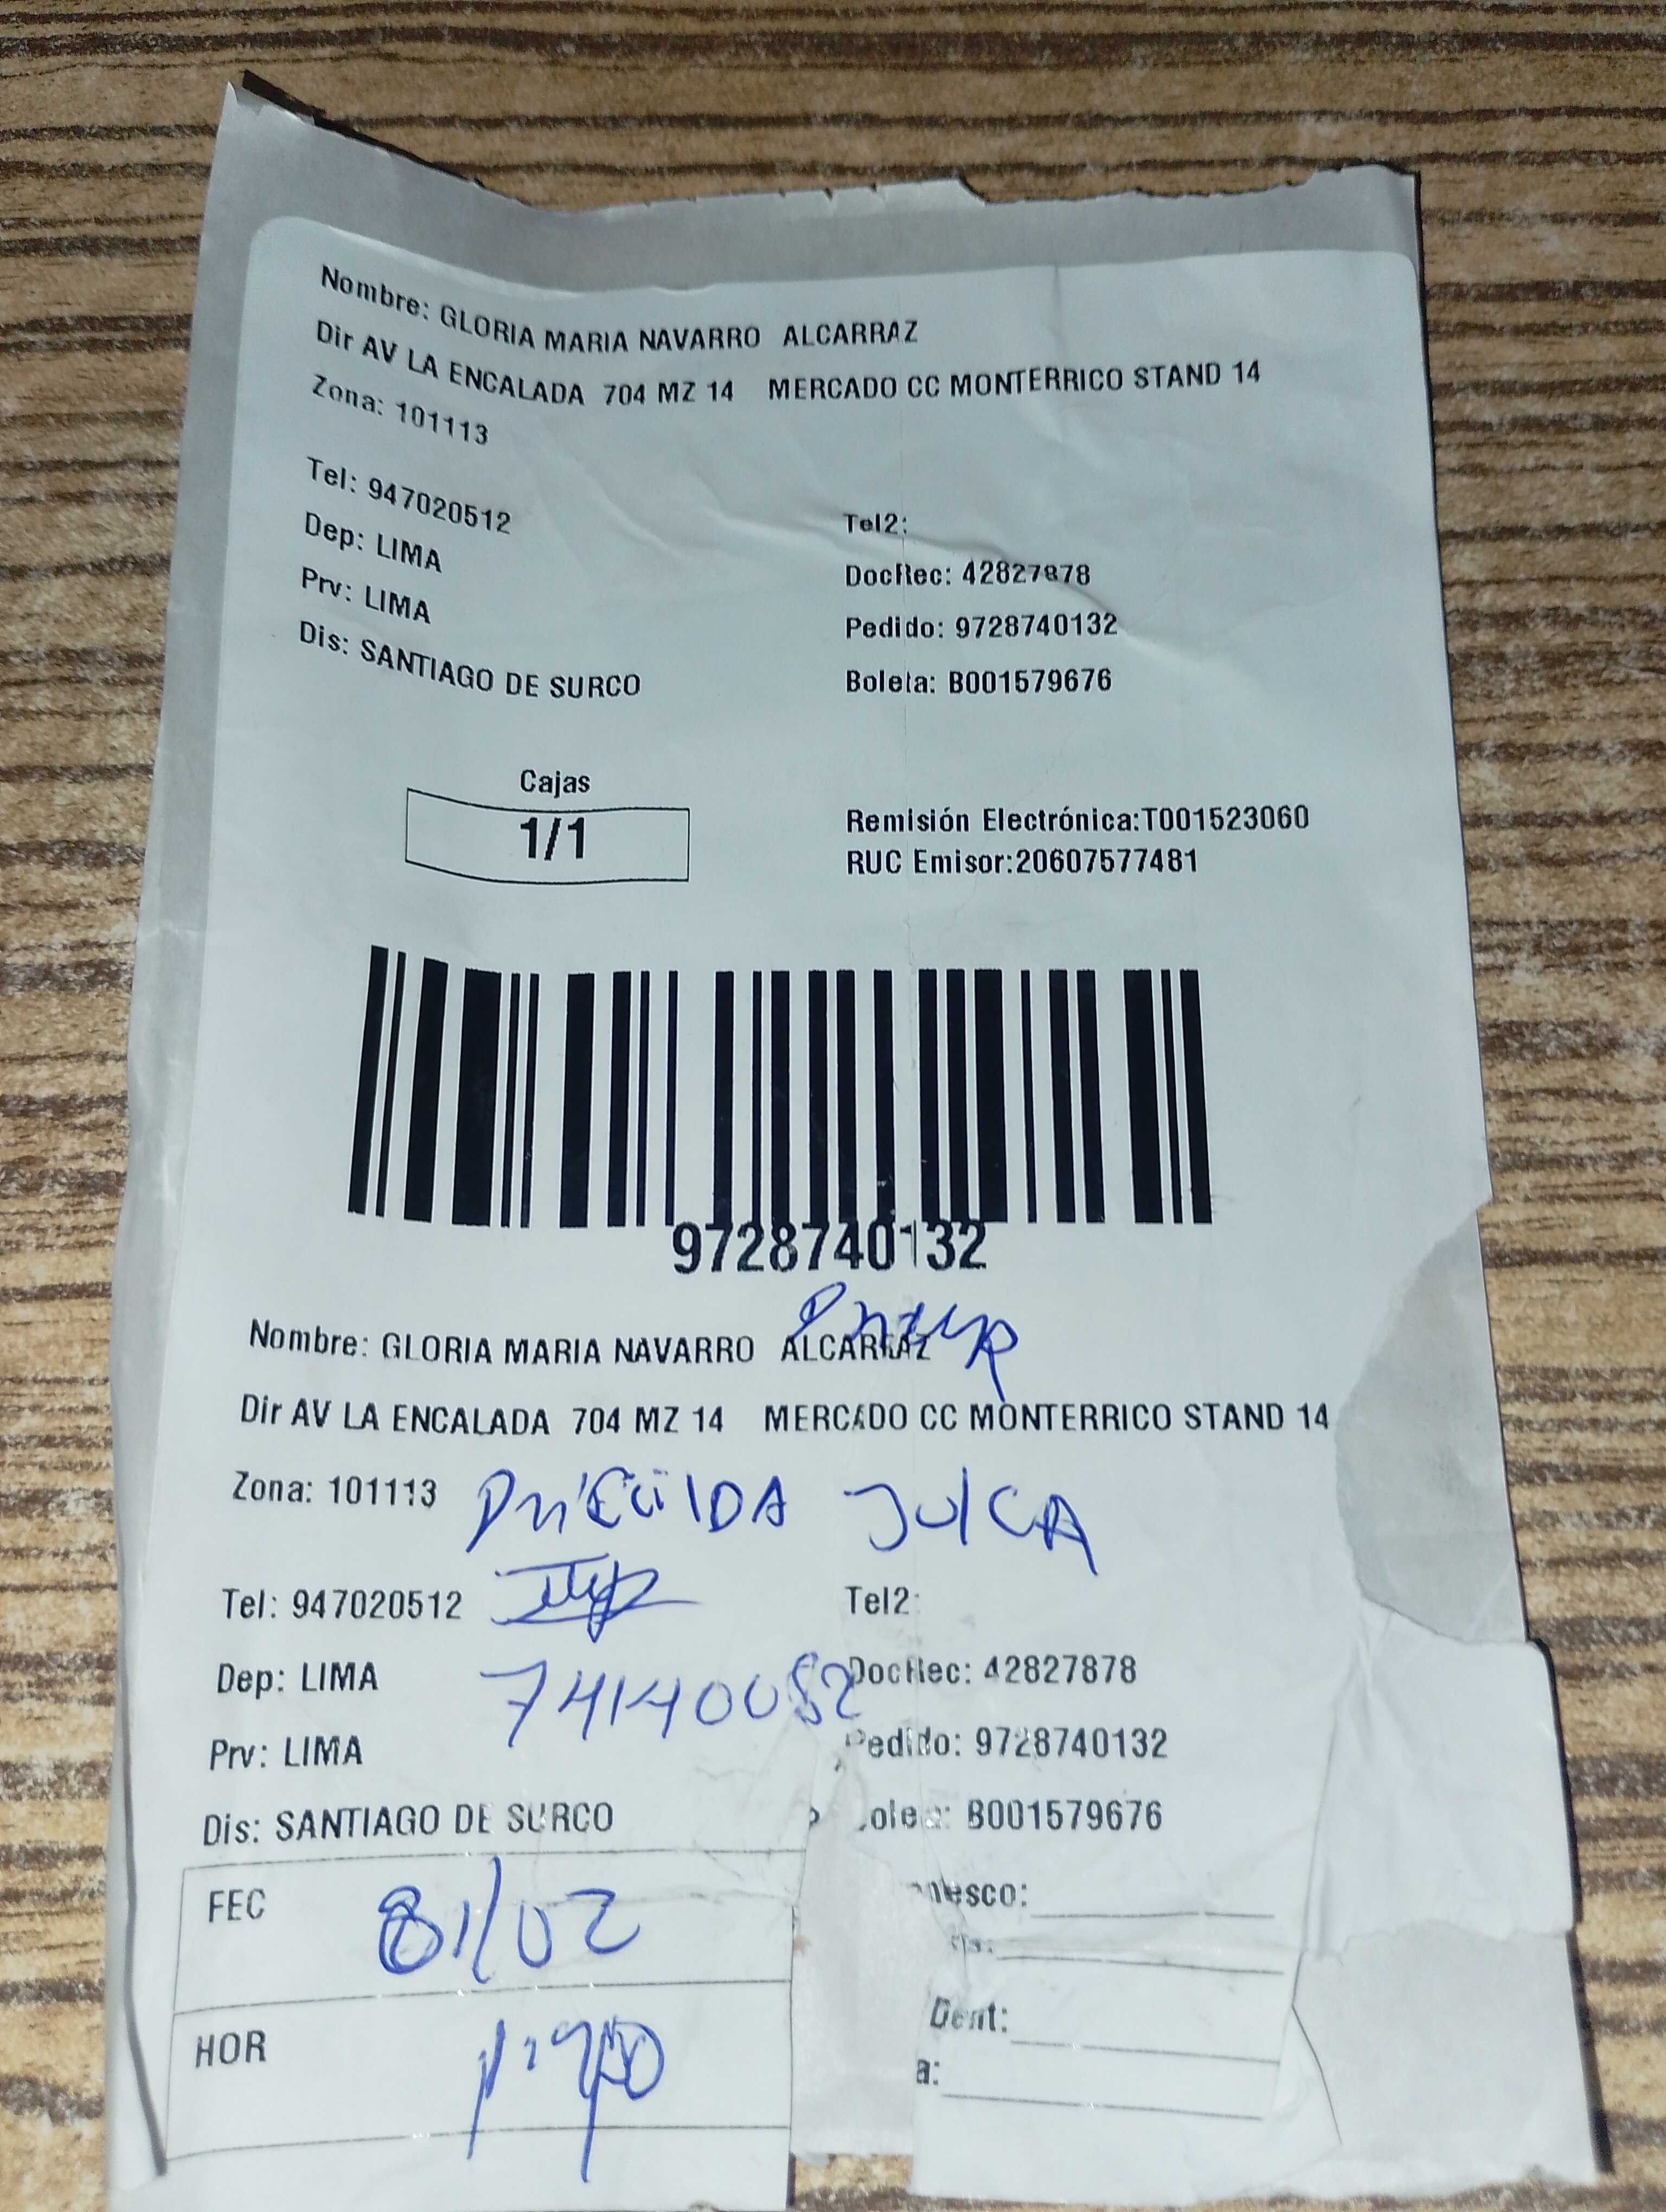 Nombre: GLORIA MARIA NAVARRO ALCARRAZ
Dir AV LA ENCALADA 704 MZ 14 MERCADO CC MONTERRICO STAND 14
Zona: 101113
Tel: 947020512 Tel2:
Dep: LIMA DocRec: 42827878
Prv: LIMA Pedido: 9728740132
Dis: SANTIAGO DE SURCO Boleta: B001579676
Cajas
1/1
Remisión Electrónica:T001523060
RUC Emisor:20607577481
9728740132
Nombre: GLORIA MARIA NAVARRO ALCARRAZ
Dir AV LA ENCALADA 704 MZ 14 MERCADO CC MONTERRICO STAND 14
Zona: 101113 JULCA
Tel: 947020512 Tel2:
Dep: LIMA DocRec: 42827878
Prv: LIMA Pedido: 9728740132
Dis: SANTIAGO DE SURCO B001579676
FEC
HOR